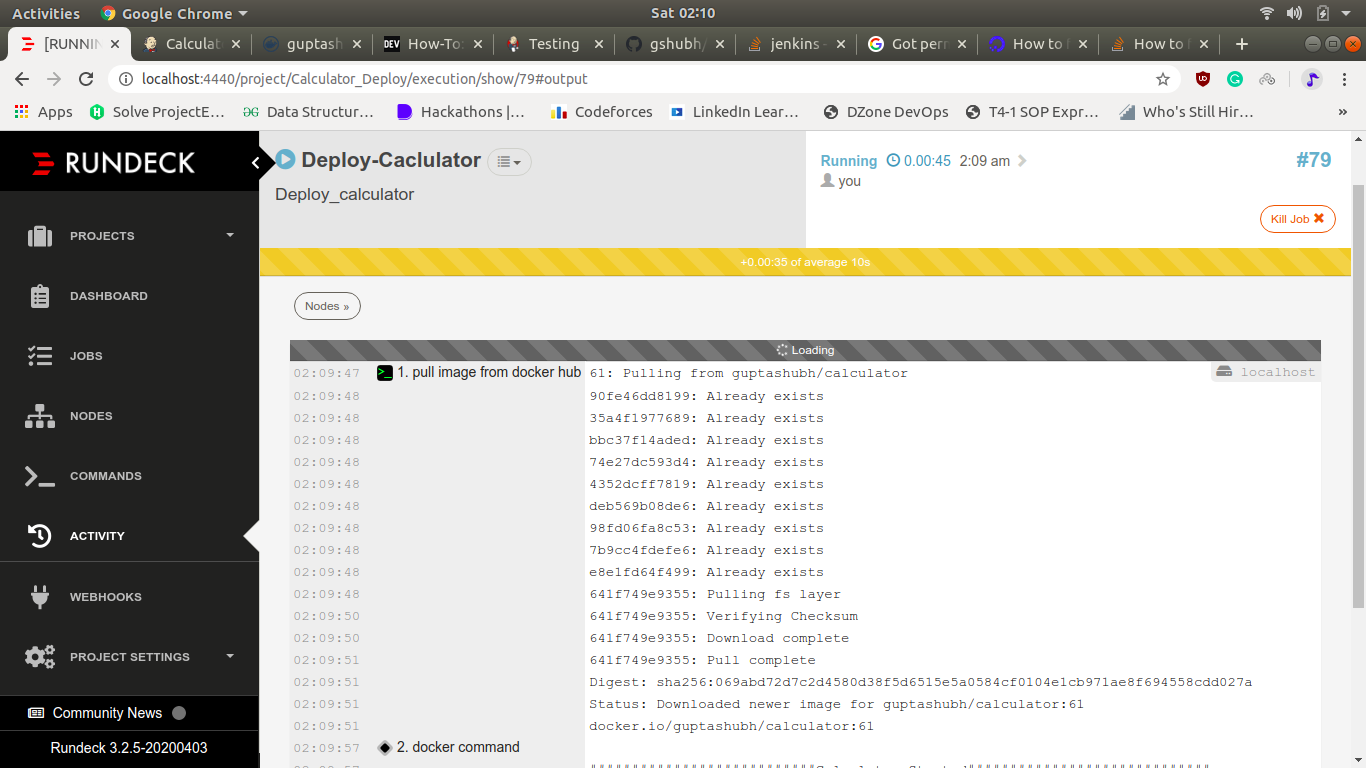 Activities Google Chrome Sat 02:10
[RUNNIN Calculat guptash DEV How-To: Testing gshubh/ jenkins - Got perr How to f How to f
localhost:4440/project/Calculator_Deploy/execution/show/79#output
Apps Solve ProjectE… Data Structur… Hackathons |… Codeforces LinkedIn Lear… DZone DevOps T4-1 SOP Expr… Who's Still Hir… »
RUNDECK
PROJECTS
DASHBOARD
JOBS
NODES
COMMANDS
ACTIVITY
WEBHOOKS
PROJECT SETTINGS
Community News
Rundeck 3.2.5-20200403
Deploy-Caclulator
Deploy_calculator
Running 0.00:45 2:09 am #79
you
Kill Job
+0.00:35 of average 10s
Nodes »
Loading
02:09:47 1. pull image from docker hub 61: Pulling from guptashubh/calculator localhost
02:09:48 90fe46dd8199: Already exists
02:09:48 35a4f1977689: Already exists
02:09:48 bbc37f14aded: Already exists
02:09:48 74e27dc593d4: Already exists
02:09:48 4352dcff7819: Already exists
02:09:48 deb569b08de6: Already exists
02:09:48 98fd06fa8c53: Already exists
02:09:48 7b9cc4fdefe6: Already exists
02:09:48 e8e1fd64f499: Already exists
02:09:48 641f749e9355: Pulling fs layer
02:09:50 641f749e9355: Verifying Checksum
02:09:50 641f749e9355: Download complete
02:09:51 641f749e9355: Pull complete
02:09:51 Digest: sha256:069abd72d7c2d4580d38f5d6515e5a0584cf0104e1cb971ae8f694558cdd027a
02:09:51 Status: Downloaded newer image for guptashubh/calculator:61
02:09:51 docker.io/guptashubh/calculator:61
02:09:57 2. docker command